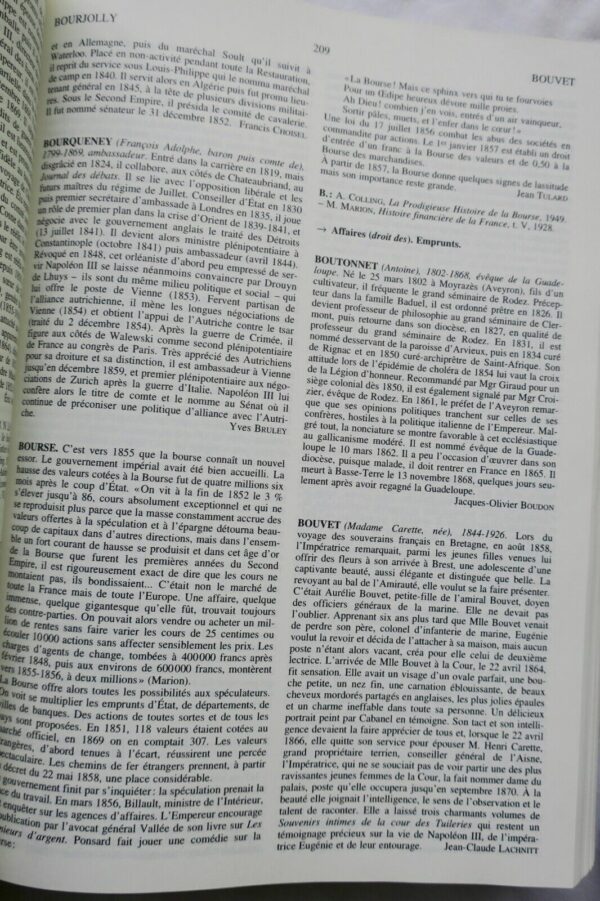 BOURJOLLY
209
BOUVET
et en Allemagne, puis du maréchal Soult qu'il suivit à
Waterloo. Placé en non-activité pendant toute la Restauration,
il reprit du service sous Louis-Philippe qui le nomma maréchal
de camp en 1840. Il servit alors en Algérie puis fut promu lieu-
tenant général en 1845, à la tête de plusieurs divisions militai-
res. Sous le Second Empire, il présida le comité de cavalerie.
Il fut nommé sénateur le 31 décembre 1852. Francis CHOISEL
BOURQUENEY (François Adolphe, baron puis comte de),
1799-1869, ambassadeur. Entré dans la carrière en 1819, mais
disgrâcié en 1824, il collabore, aux côtés de Chateaubriand, au
Journal des débats. Il se lie avec l'opposition libérale et les
futurs maîtres du régime de Juillet. Conseiller d'État en 1830
puis premier secrétaire d'ambassade à Londres en 1835, il joue
un rôle de premier plan dans la crise d'Orient de 1839-1841, et
négocie avec le gouvernement anglais le traité des Détroits
(13 juillet 1841). Il devient alors ministre plénipotentiaire à
Constantinople (octobre 1841) puis ambassadeur (avril 1844).
Révoqué en 1848, cet orléaniste d'abord peu empressé de ser-
vir Napoléon III se laisse néanmoins convaincre par Drouyn
de Lhuys – ils sont du même milieu politique et social – qui
lui offre le poste de Vienne (1853). Fervent partisan de
l'alliance autrichienne, il mène les longues négociations de
Vienne (1854) et obtient l'appui de l'Autriche contre le tsar
(traité du 2 décembre 1854). Après la guerre de Crimée, il
figure aux côtés de Walewski comme second plénipotentiaire
de France au congrès de Paris. Très apprécié des Autrichiens
pour sa droiture et sa distinction, il est ambassadeur à Vienne
jusqu'en décembre 1859, et premier plénipotentiaire aux négo-
ciations de Zurich après la guerre d'Italie. Napoléon III lui
confère alors le titre de comte et le nomme au Sénat où il
continue de préconiser une politique d'alliance avec l'Autri-
che.
Yves BRULEY
BOURSE. C'est vers 1855 que la bourse connaît un nouvel
essor. Le gouvernement impérial avait été bien accueilli. La
hausse des valeurs cotées à la Bourse fut de quatre millions six
mois après le coup d'État. «On vit à la fin de 1852 le 3 %
s'élever jusqu'à 86, cours absolument exceptionnel et qui ne
se reproduisit plus parce que la masse constamment accrue des
valeurs offertes à la spéculation et à l'épargne détourna beau-
coup de capitaux dans d'autres directions, mais dans l'ensem-
ble un fort courant de hausse se produisit et dans cet âge d'or
de la Bourse que furent les premières années du Second
Empire, il est rigoureusement exact de dire que les cours ne
montaient pas, ils bondissaient... C'était non le marché de
toute la France mais de toute l'Europe. Une affaire, quelque
immense, quelque gigantesque qu'elle fût, trouvait toujours
des contre-parties. On pouvait alors vendre ou acheter un mil-
lion de rentes sans faire varier les cours de 25 centimes ou
écouler 10 000 actions sans affecter sensiblement les prix. Les
charges d'agents de change, tombées à 400 000 francs après
février 1848, puis aux environs de 600 000 francs, montèrent
vers 1855-1856, à deux millions» (Marion).
La Bourse offre alors toutes les possibilités aux spéculateurs.
On voit se multiplier les emprunts d'État, de départements, de
villes de banques. Des actions de toutes sortes et de tous les
pays sont proposées. En 1851, 118 valeurs étaient cotées au
marché officiel, en 1869 on en comptait 307. Les valeurs
étrangères, d'abord tenues à l'écart, réussirent une percée
spectaculaire. Les chemins de fer étrangers prennent, à partir
décret du 22 mai 1858, une place considérable.
gouvernement finit par s'inquiéter: la spéculation prenait la
ce du travail. En mars 1856, Billault, ministre de l'Intérieur,
enquêter sur les agences d'affaires. L'Empereur encourage
publication par l'avocat général Vallée de son livre sur Les
nieurs d'argent. Ponsard fait jouer une comédie sur la
urse:
«La Bourse! Mais ce sphinx vers qui tu te fourvoies
Pour un Œdipe heureux dévore mille proies.
Ah Dieu! combien j'en vois, entrés d'un air vainqueur,
Sortir pâles, muets, et l'enfer dans le cœur!»
Une loi du 17 juillet 1856 combat les abus des sociétés en
commandite par actions. Le 1er janvier 1857 est établi un droit
d'entrée d'un franc à la Bourse des valeurs et de 0,50 à la
Bourse des marchandises.
À partir de 1857, la Bourse donne quelques signes de lassitude
mais son importance reste grande.
Jean TULARD
B.: A. COLLING, La Prodigieuse Histoire de la Bourse, 1949.
– M. MARION, Histoire financière de la France, t. V, 1928.
→ Affaires (droit des). Emprunts.
BOUTONNET (Antoine), 1802-1868, évêque de la Guade-
loupe. Né le 25 mars 1802 à Moyrazès (Aveyron), fils d'un
cultivateur, il fréquente le grand séminaire de Rodez. Précep-
teur dans la famille Baduel, il est ordonné prêtre en 1826. Il
devient professeur de philosophie au grand séminaire de Cler-
mont, puis retourne dans son diocèse, en 1827, en qualité de
professeur du grand séminaire de Rodez. En 1831, il est
nommé desservant de la paroisse d'Arvieux, puis en 1834 curé
de Rignac et en 1850 curé-archiprêtre de Saint-Afrique. Son
attitude lors de l'épidémie de choléra de 1854 lui vaut la croix
de la Légion d'honneur. Recommandé par Mgr Giraud pour un
siège colonial dès 1850, il est également signalé par Mgr Croi-
zier, évêque de Rodez. En 1861, le préfet de l'Aveyron remar-
que que ses opinions politiques tranchent sur celles de ses
confrères, hostiles à la politique italienne de l'Empereur. Mal-
gré tout, la nonciature se montre favorable à cet ecclésiastique
au gallicanisme modéré. Il est nommé évêque de la Guade-
loupe le 10 mars 1862. Il a peu l'occasion d'œuvrer dans son
diocèse, puisque malade, il doit rentrer en France en 1865. Il
meurt à Basse-Terre le 13 novembre 1868, quelques jours seu-
lement après avoir regagné la Guadeloupe.
Jacques-Olivier BOUDON
BOUVET (Madame Carette, née), 1844-1926. Lors du
voyage des souverains français en Bretagne, en août 1858,
l'Impératrice remarquait, parmi les jeunes filles venues lui
offrir des fleurs à son arrivée à Brest, une adolescente d'une
captivante beauté, aussi élégante et distinguée que belle. La
revoyant au bal de l'Amirauté, elle voulut se la faire présenter.
C'était Aurélie Bouvet, petite-fille de l'amiral Bouvet, doyen
des officiers généraux de la marine. Elle ne devait pas
l'oublier. Apprenant six ans plus tard que Mlle Bouvet venait
de perdre son père, colonel d'infanterie de marine, Eugénie
voulut la revoir et décida de l'attacher à sa maison, mais aucun
poste n'étant alors vacant, créa pour elle celui de deuxième
lectrice. L'arrivée de Mlle Bouvet à la Cour, le 22 avril 1864,
fit sensation. Elle avait un visage d'un ovale parfait, une bou-
che petite, un nez fin, une carnation éblouissante, de beaux
cheveux mordorés partagés en anglaises, les plus jolies épaules
et un charme ineffable dans toute sa personne. Un délicieux
portrait peint par Cabanel en témoigne. Son tact et son intelli-
gence devaient la faire apprécier de tous et, lorsque le 22 avril
1866, elle quitte son service pour épouser M. Henri Carette,
grand propriétaire terrien, conseiller général de l'Aisne,
l'Impératrice, qui ne se souciait pas de voir partir une des plus
ravissantes jeunes femmes de la Cour, la fait nommer dame du
palais, poste qu'elle occupera jusqu'en septembre 1870. À la
beauté elle joignait l'intelligence, le sens de l'observation et le
talent de raconter. Elle a laissé trois charmants volumes de
Souvenirs intimes de la cour des Tuileries qui restent un
témoignage précieux sur la vie de Napoléon III, de l'impéra-
trice Eugénie et de leur entourage.
Jean-Claude LACHNITT